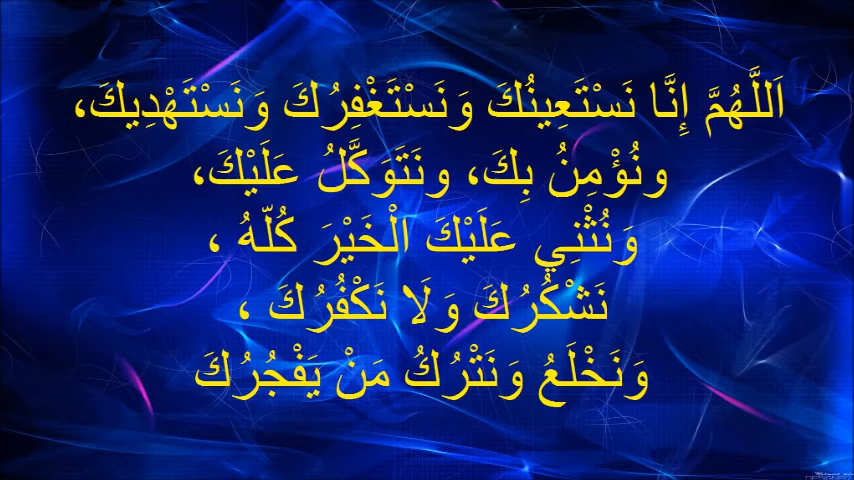 اَللَّهُمَّ إِنَّا نَسْتَعِينُكَ وَنَسْتَغْفِرُكَ وَنَسْتَهْدِيكَ،
ونُؤْمِنُ بِكَ، ونَتَوَكَّلُ عَلَيْكَ،
وَنُثْنِي عَلَيْكَ الْخَيْرَ كُلّهُ ،
نَشْكُرُكَ وَلَا نَكْفُرُكَ ،
وَنَخْلَعُ وَنَتْرُكُ مَنْ يَفْجُرُكَ